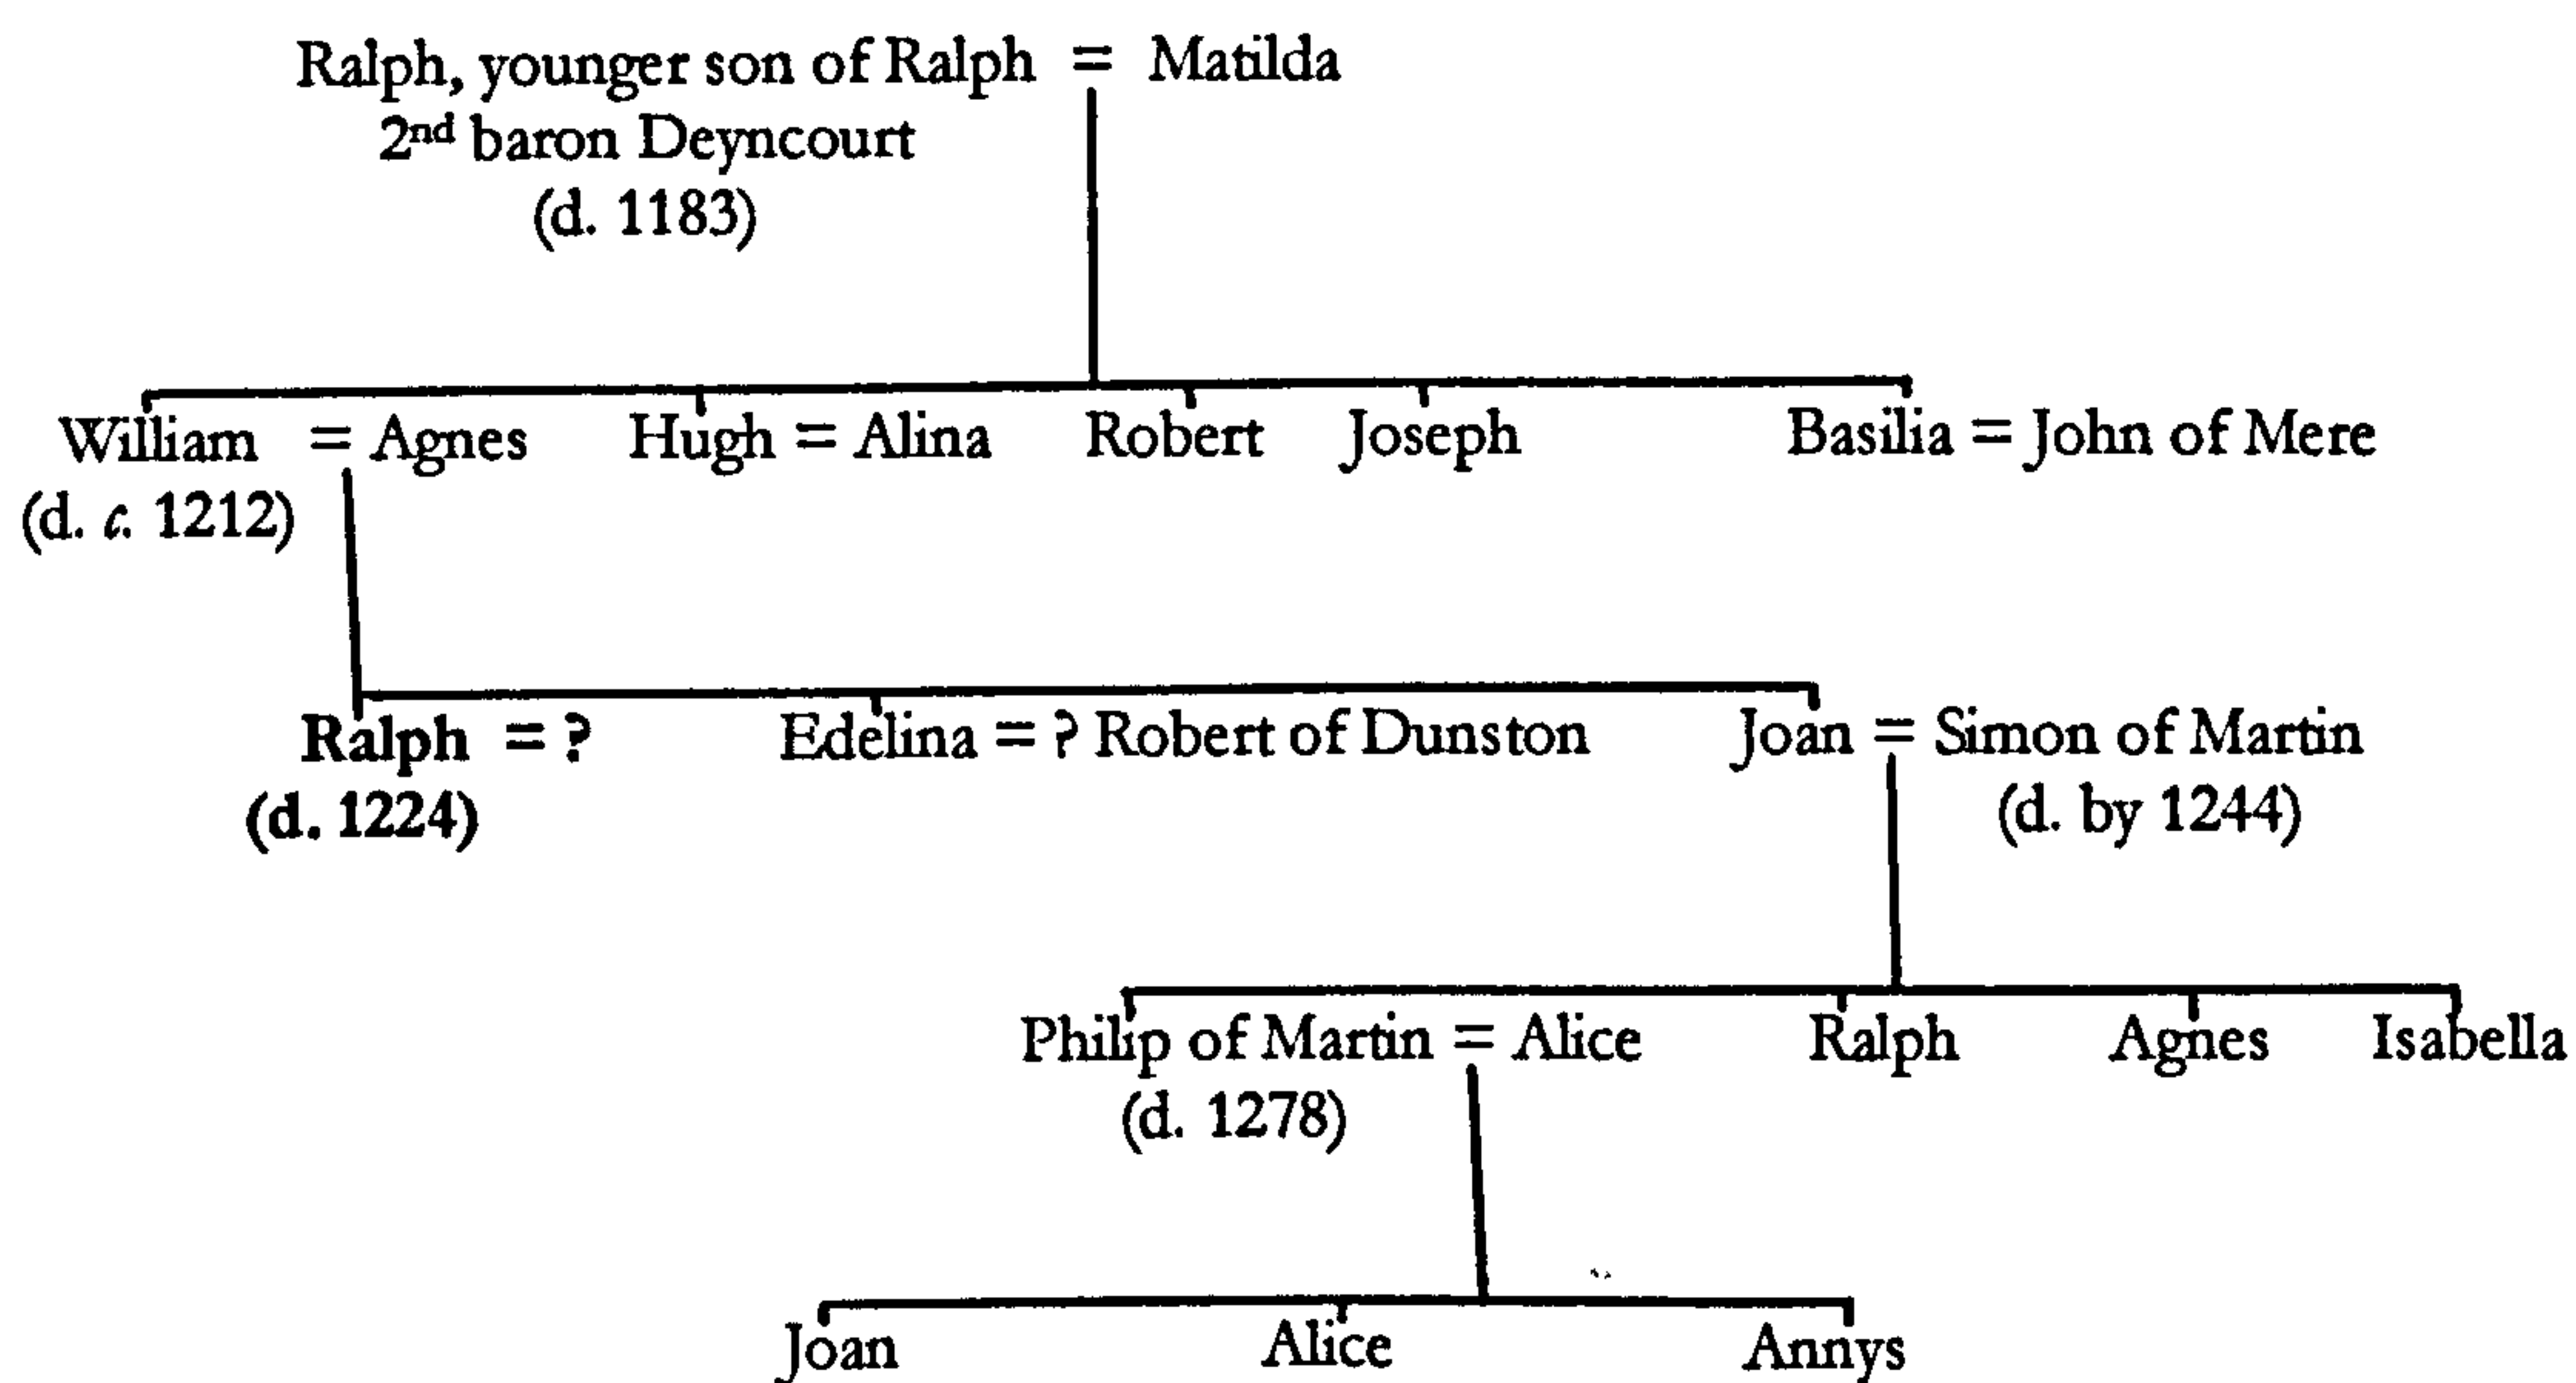 Ralph, younger son of Ralph = Matilda
2nd baron Deyncourt
(d. 1183)
William = Agnes Hugh = Alina Robert Joseph Basilia = John of Mere
(d. c. 1212)
Ralph = ? Edelina = ? Robert of Dunston Joan = Simon of Martin
(d. 1224) (d. by 1244)
Philip of Martin = Alice Ralph Agnes Isabella
(d. 1278)
Joan Alice Annys